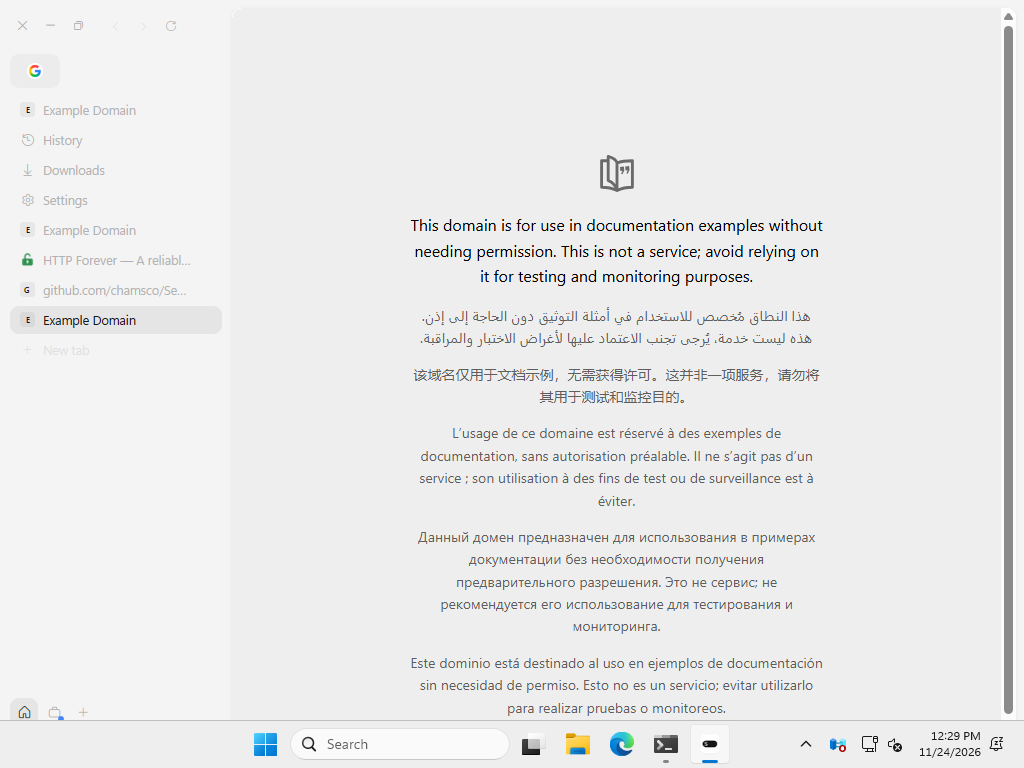 G
E Example Domain
History
Downloads
Settings
E Example Domain
HTTP Forever — A reliabl...
G github.com/chamsco/Se...
E Example Domain
+ New tab
This domain is for use in documentation examples without
needing permission. This is not a service; avoid relying on
it for testing and monitoring purposes.
هذا النطاق مُخصص للاستخدام في أمثلة التوثيق دون الحاجة إلى إذن.
هذه ليست خدمة، يُرجى تجنب الاعتماد عليها لأغراض الاختبار والمراقبة.
该域名仅用于文档示例，无需获得许可。这并非一项服务，请勿将
其用于测试和监控目的。
L’usage de ce domaine est réservé à des exemples de
documentation, sans autorisation préalable. Il ne s’agit pas d’un
service ; son utilisation à des fins de test ou de surveillance est à
éviter.
Данный домен предназначен для использования в примерах
документации без необходимости получения
предварительного разрешения. Это не сервис; не
рекомендуется его использование для тестирования и
мониторинга.
Este dominio está destinado al uso en ejemplos de documentación
sin necesidad de permiso. Esto no es un servicio; evitar utilizarlo
para realizar pruebas o monitoreos.
Search
12:29 PM
11/24/2026